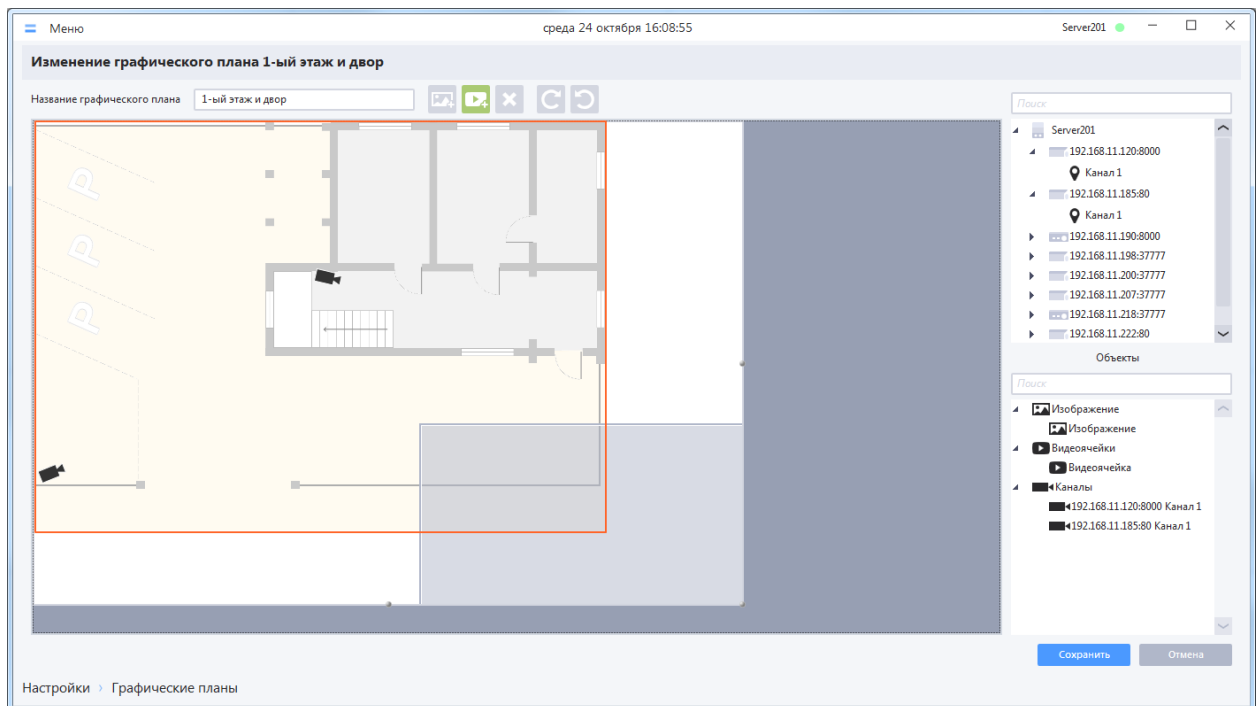 Меню
среда 24 октября 16:08:55
Server201
Изменение графического плана 1-ый этаж и двор
Название графического плана
1-ый этаж и двор
P
P
P
Поиск
Server201
192.168.11.120:8000
Канал 1
192.168.11.185:80
Канал 1
192.168.11.190:8000
192.168.11.198:37777
192.168.11.200:37777
192.168.11.207:37777
192.168.11.218:37777
192.168.11.222:80
Объекты
Поиск
Изображение
Изображение
Видеоячейки
Видеоячейка
Каналы
192.168.11.120:8000 Канал 1
192.168.11.185:80 Канал 1
Сохранить
Отмена
Настройки › Графические планы